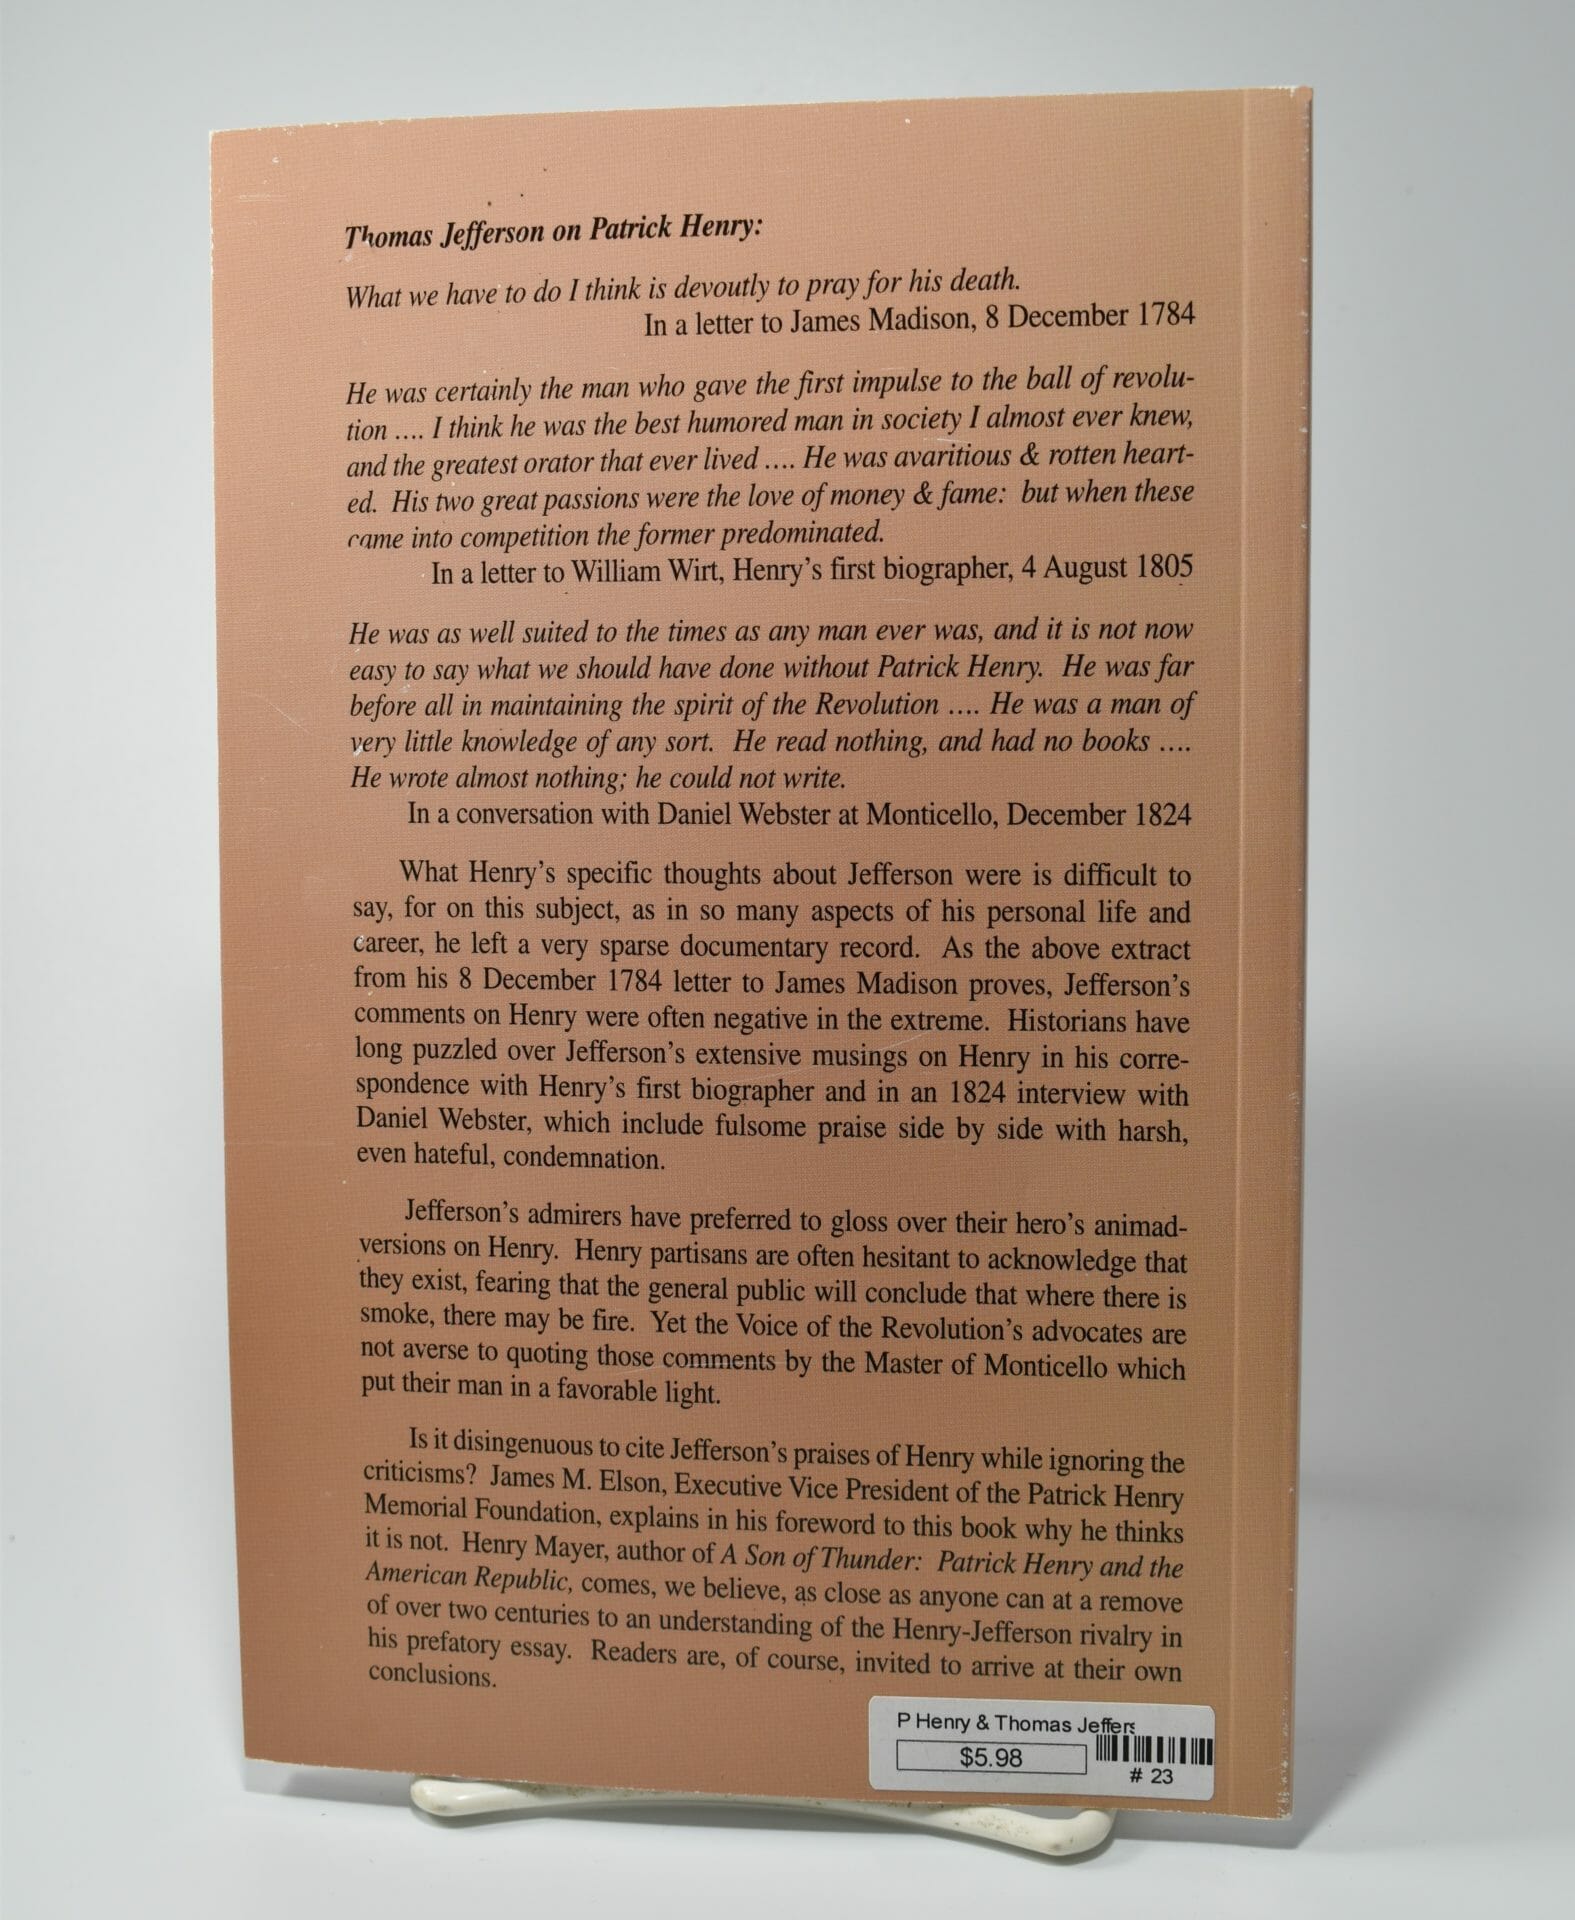 Thomas Jefferson on Patrick Henry:
What we have to do I think is devoutly to pray for his death.
In a letter to James Madison, 8 December 1784
He was certainly the man who gave the first impulse to the ball of revolu-
tion .... I think he was the best humored man in society I almost ever knew,
and the greatest orator that ever lived .... He was avaritious & rotten heart-
ed. His two great passions were the love of money & fame: but when these
came into competition the former predominated.
In a letter to William Wirt, Henry's first biographer, 4 August 1805
He was as well suited to the times as any man ever was, and it is not now
easy to say what we should have done without Patrick Henry. He was far
before all in maintaining the spirit of the Revolution .... He was a man of
very little knowledge of any sort. He read nothing, and had no books ....
He wrote almost nothing; he could not write.
In a conversation with Daniel Webster at Monticello, December 1824
What Henry's specific thoughts about Jefferson were is difficult to
say, for on this subject, as in so many aspects of his personal life and
career, he left a very sparse documentary record. As the above extract
from his 8 December 1784 letter to James Madison proves, Jefferson's
comments on Henry were often negative in the extreme. Historians have
long puzzled over Jefferson's extensive musings on Henry in his corre-
spondence with Henry's first biographer and in an 1824 interview with
Daniel Webster, which include fulsome praise side by side with harsh,
even hateful, condemnation.
Jefferson's admirers have preferred to gloss over their hero's animad-
versions on Henry. Henry partisans are often hesitant to acknowledge that
they exist, fearing that the general public will conclude that where there is
smoke, there may be fire. Yet the Voice of the Revolution's advocates are
not averse to quoting those comments by the Master of Monticello which
put their man in a favorable light.
Is it disingenuous to cite Jefferson's praises of Henry while ignoring the
criticisms? James M. Elson, Executive Vice President of the Patrick Henry
Memorial Foundation, explains in his foreword to this book why he thinks
it is not. Henry Mayer, author of A Son of Thunder: Patrick Henry and the
American Republic, comes, we believe, as close as anyone can at a remove
of over two centuries to an understanding of the Henry-Jefferson rivalry in
his prefatory essay. Readers are, of course, invited to arrive at their own
conclusions.
P Henry & Thomas Jeffers
$5.98
# 23